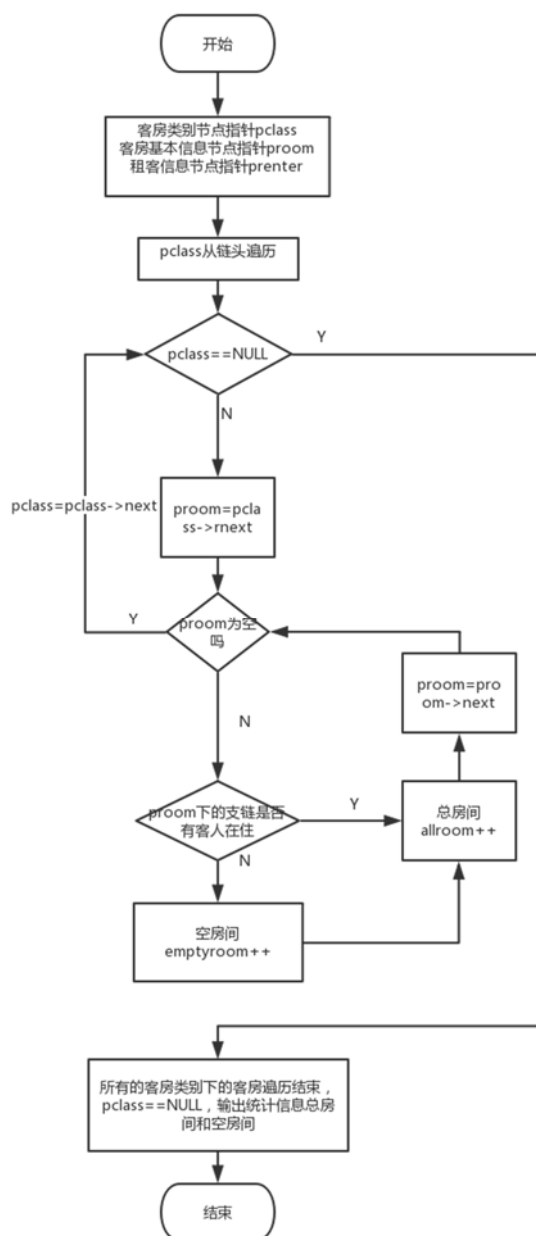 开始
客房类别节点指针pclass
客房基本信息节点指针proom
租客信息节点指针prenter
pclass从链头遍历
pclass==NULL
Y
N
pclass=pclass->next
proom=pcla
ss->rnext
proom为空
吗
Y
N
proom=pro
om->next
proom下的支链是否
有客人在住
Y
N
总房间
allroom++
空房间
emptyroom++
所有的客房类别下的客房遍历结束，
pclass==NULL，输出统计信息总房
间和空房间
结束